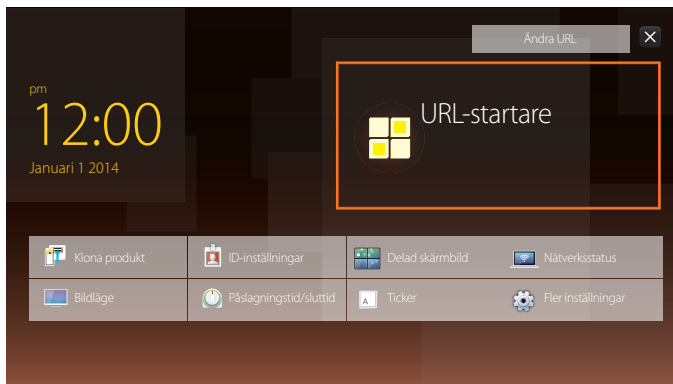 Ändra URL
pm
12:00
Januari 1 2014
URL-startare
Klona produkt
ID-inställningar
Delad skärmbild
Nätverksstatus
Bildläge
Påslagningstid/sluttid
A
Ticker
Fler inställningar